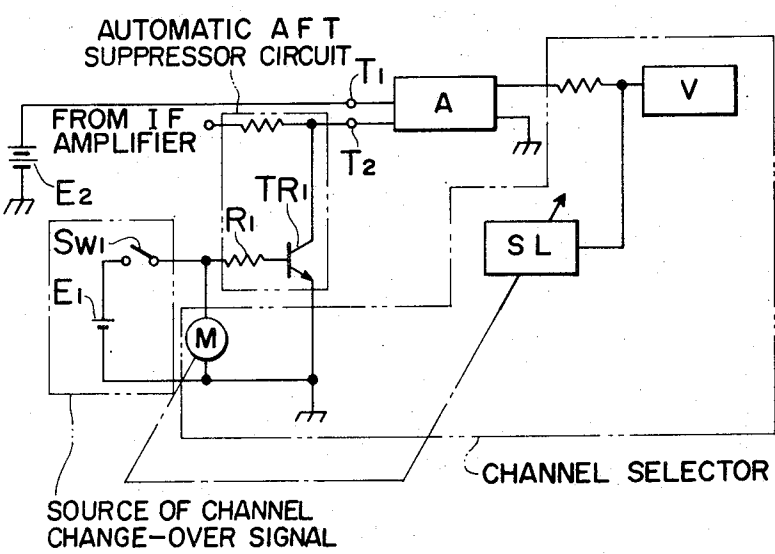 AUTOMATIC AFT
SUPPRESSOR CIRCUIT
T1
A
V
FROM IF
AMPLIFIER
T2
E2
TR1
R1
SW1
SL
E1
M
CHANNEL SELECTOR
SOURCE OF CHANNEL
CHANGE-OVER SIGNAL